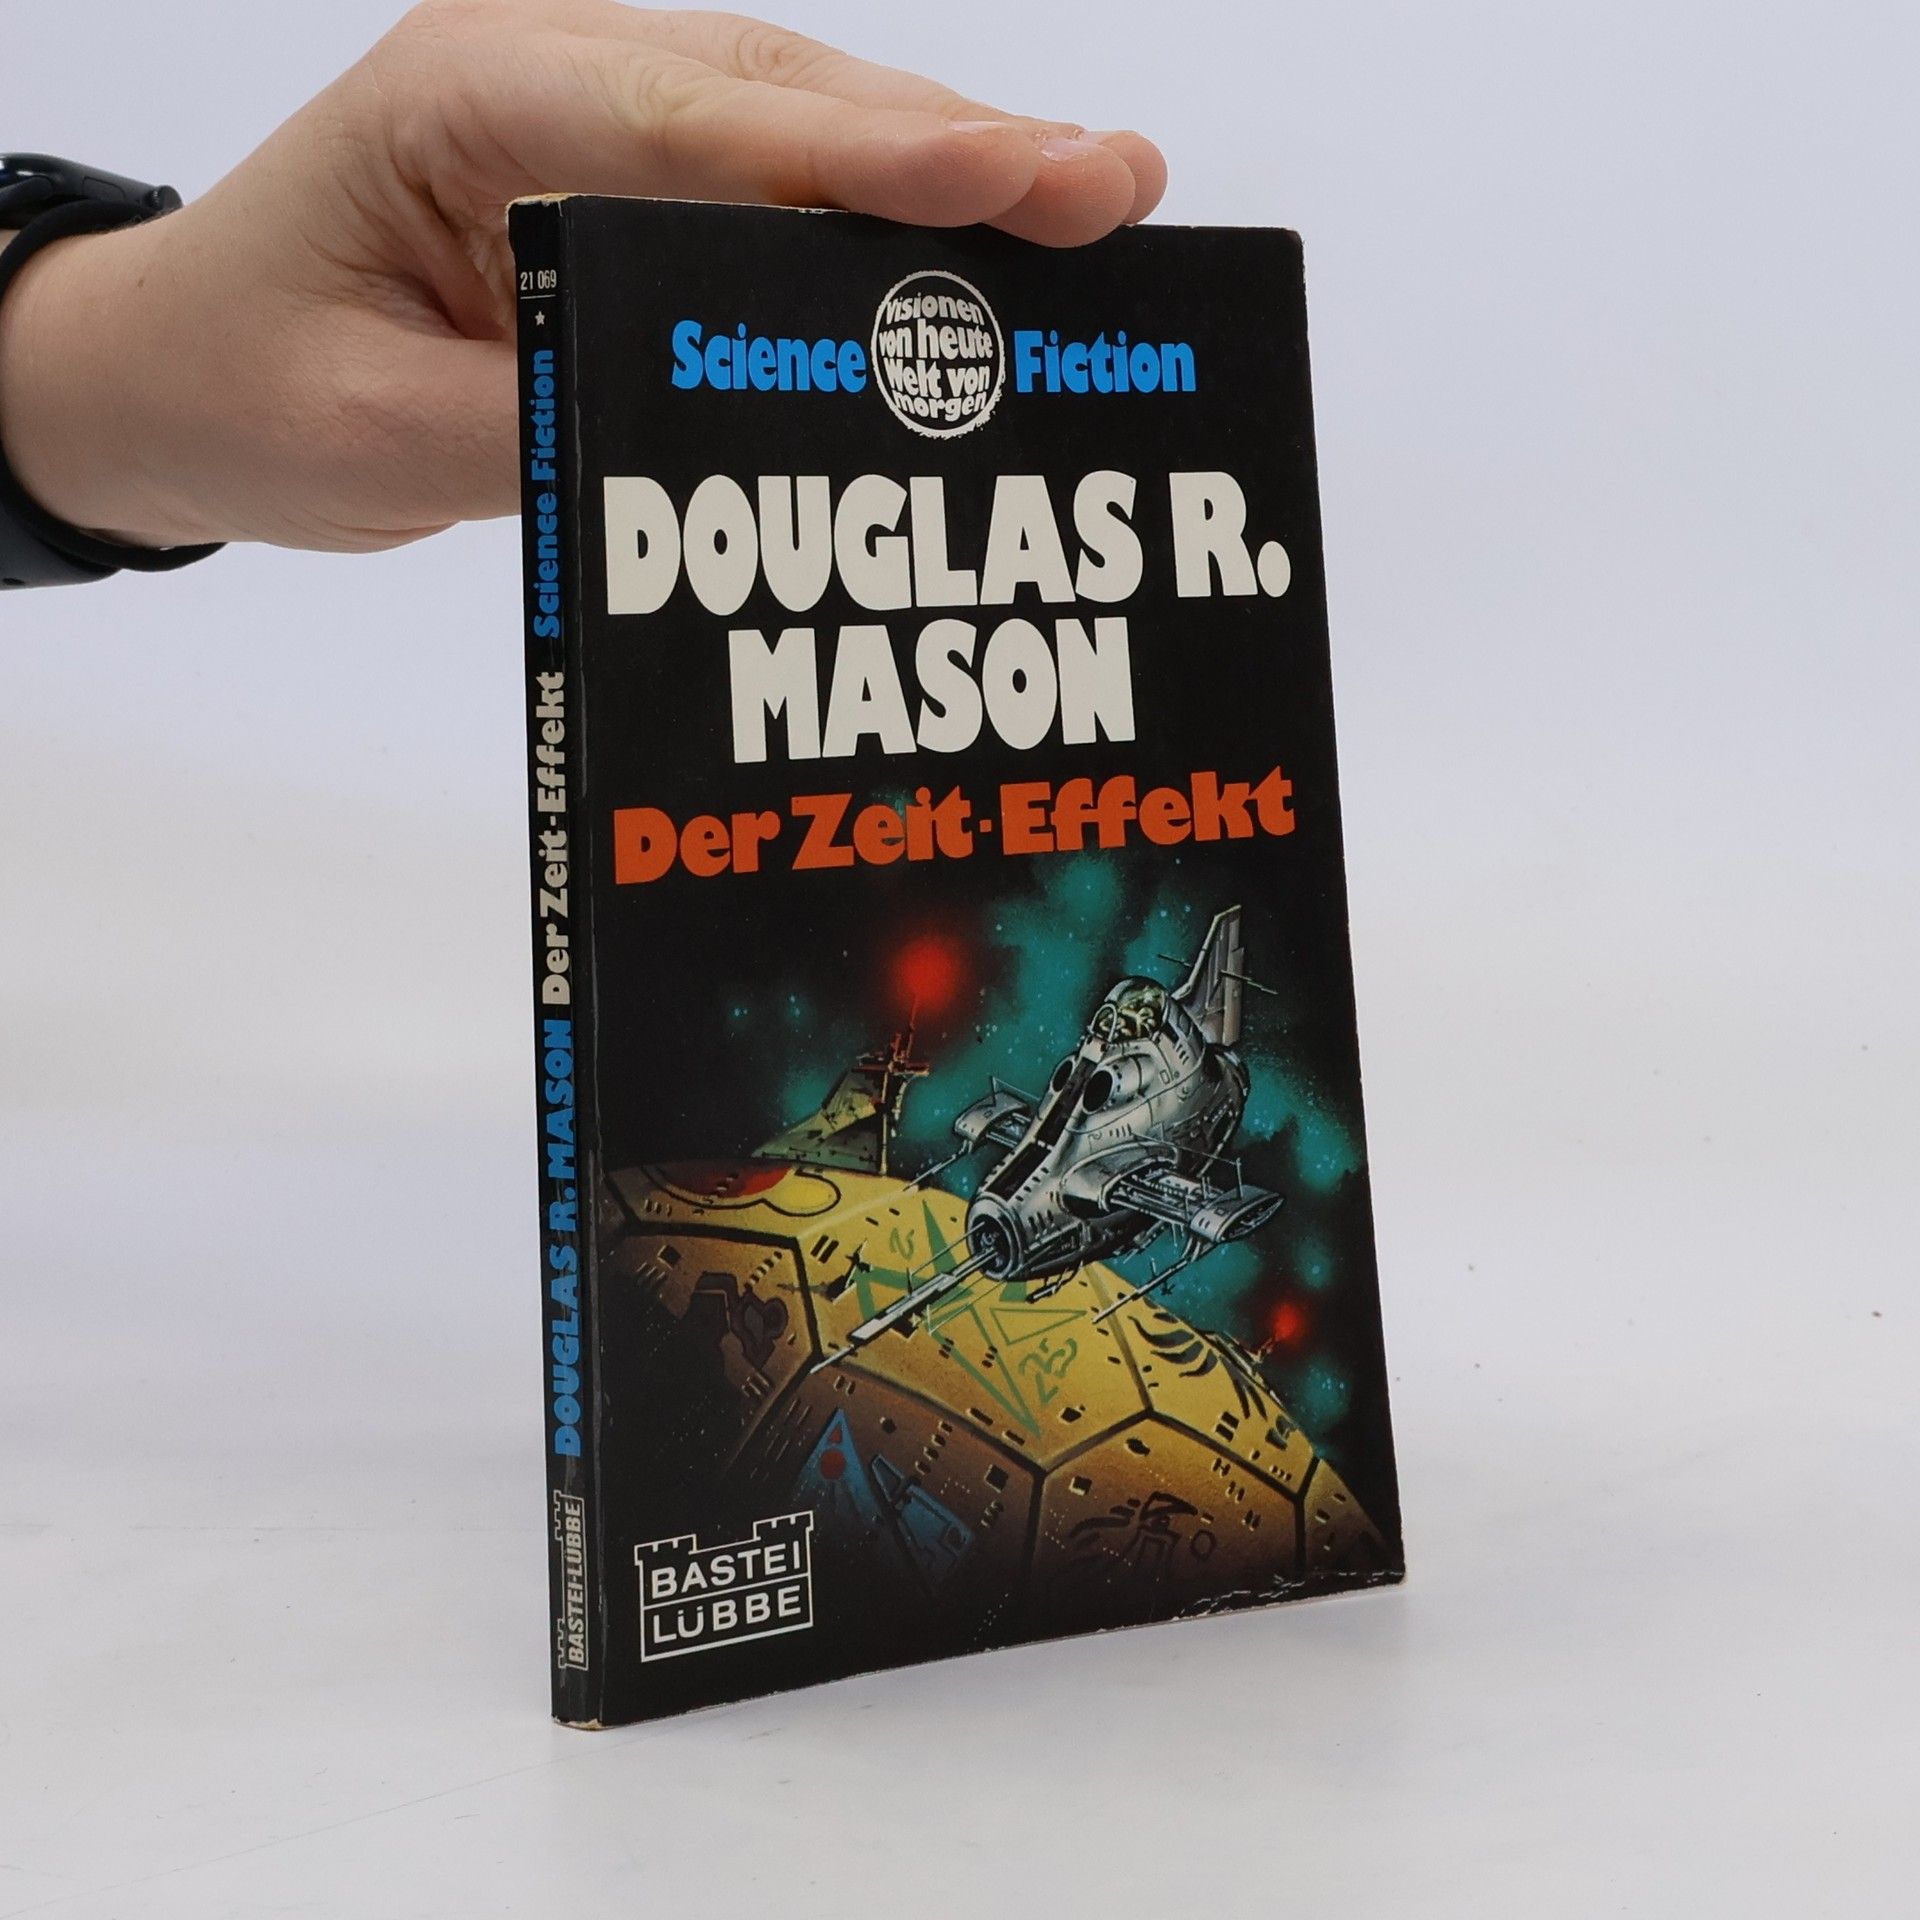 21 069
Science Fiction
Der Zeit-Effekt
DOUGLAS R. MASON
BASTEI-LÜBBE
Science Fiction
Visionen
von heute
Welt von
morgen
DOUGLAS R.
MASON
Der Zeit-Effekt
25
BASTEI
LÜBBE